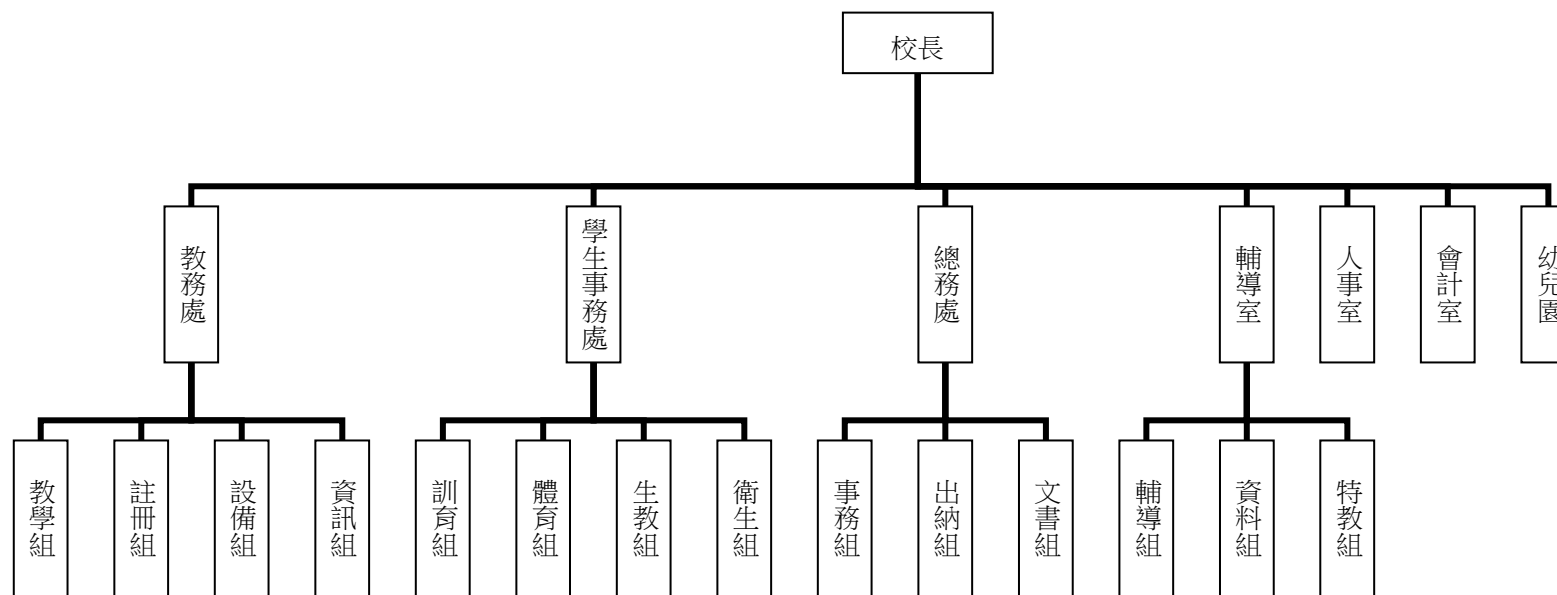 校長
教務處
學生事務處
總務處
輔導室
人事室
會計室
幼兒園
教學組
註冊組
設備組
資訊組
訓育組
體育組
生教組
衛生組
事務組
出納組
文書組
輔導組
資料組
特教組